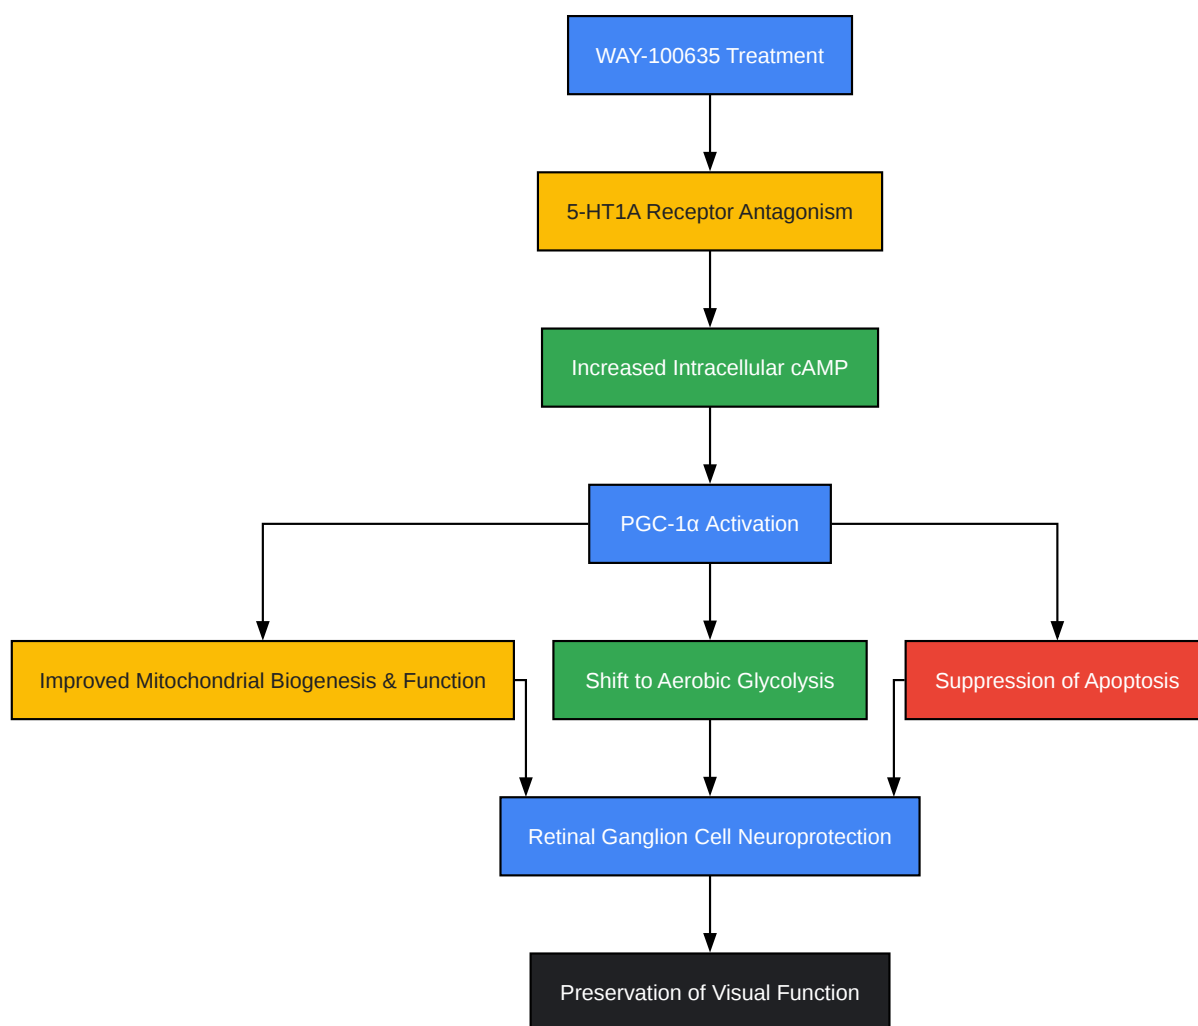 WAY-100635 Treatment
5-HT1A Receptor Antagonism
Increased Intracellular cAMP
PGC-1α Activation
Improved Mitochondrial Biogenesis & Function
Shift to Aerobic Glycolysis
Suppression of Apoptosis
Retinal Ganglion Cell Neuroprotection
Preservation of Visual Function